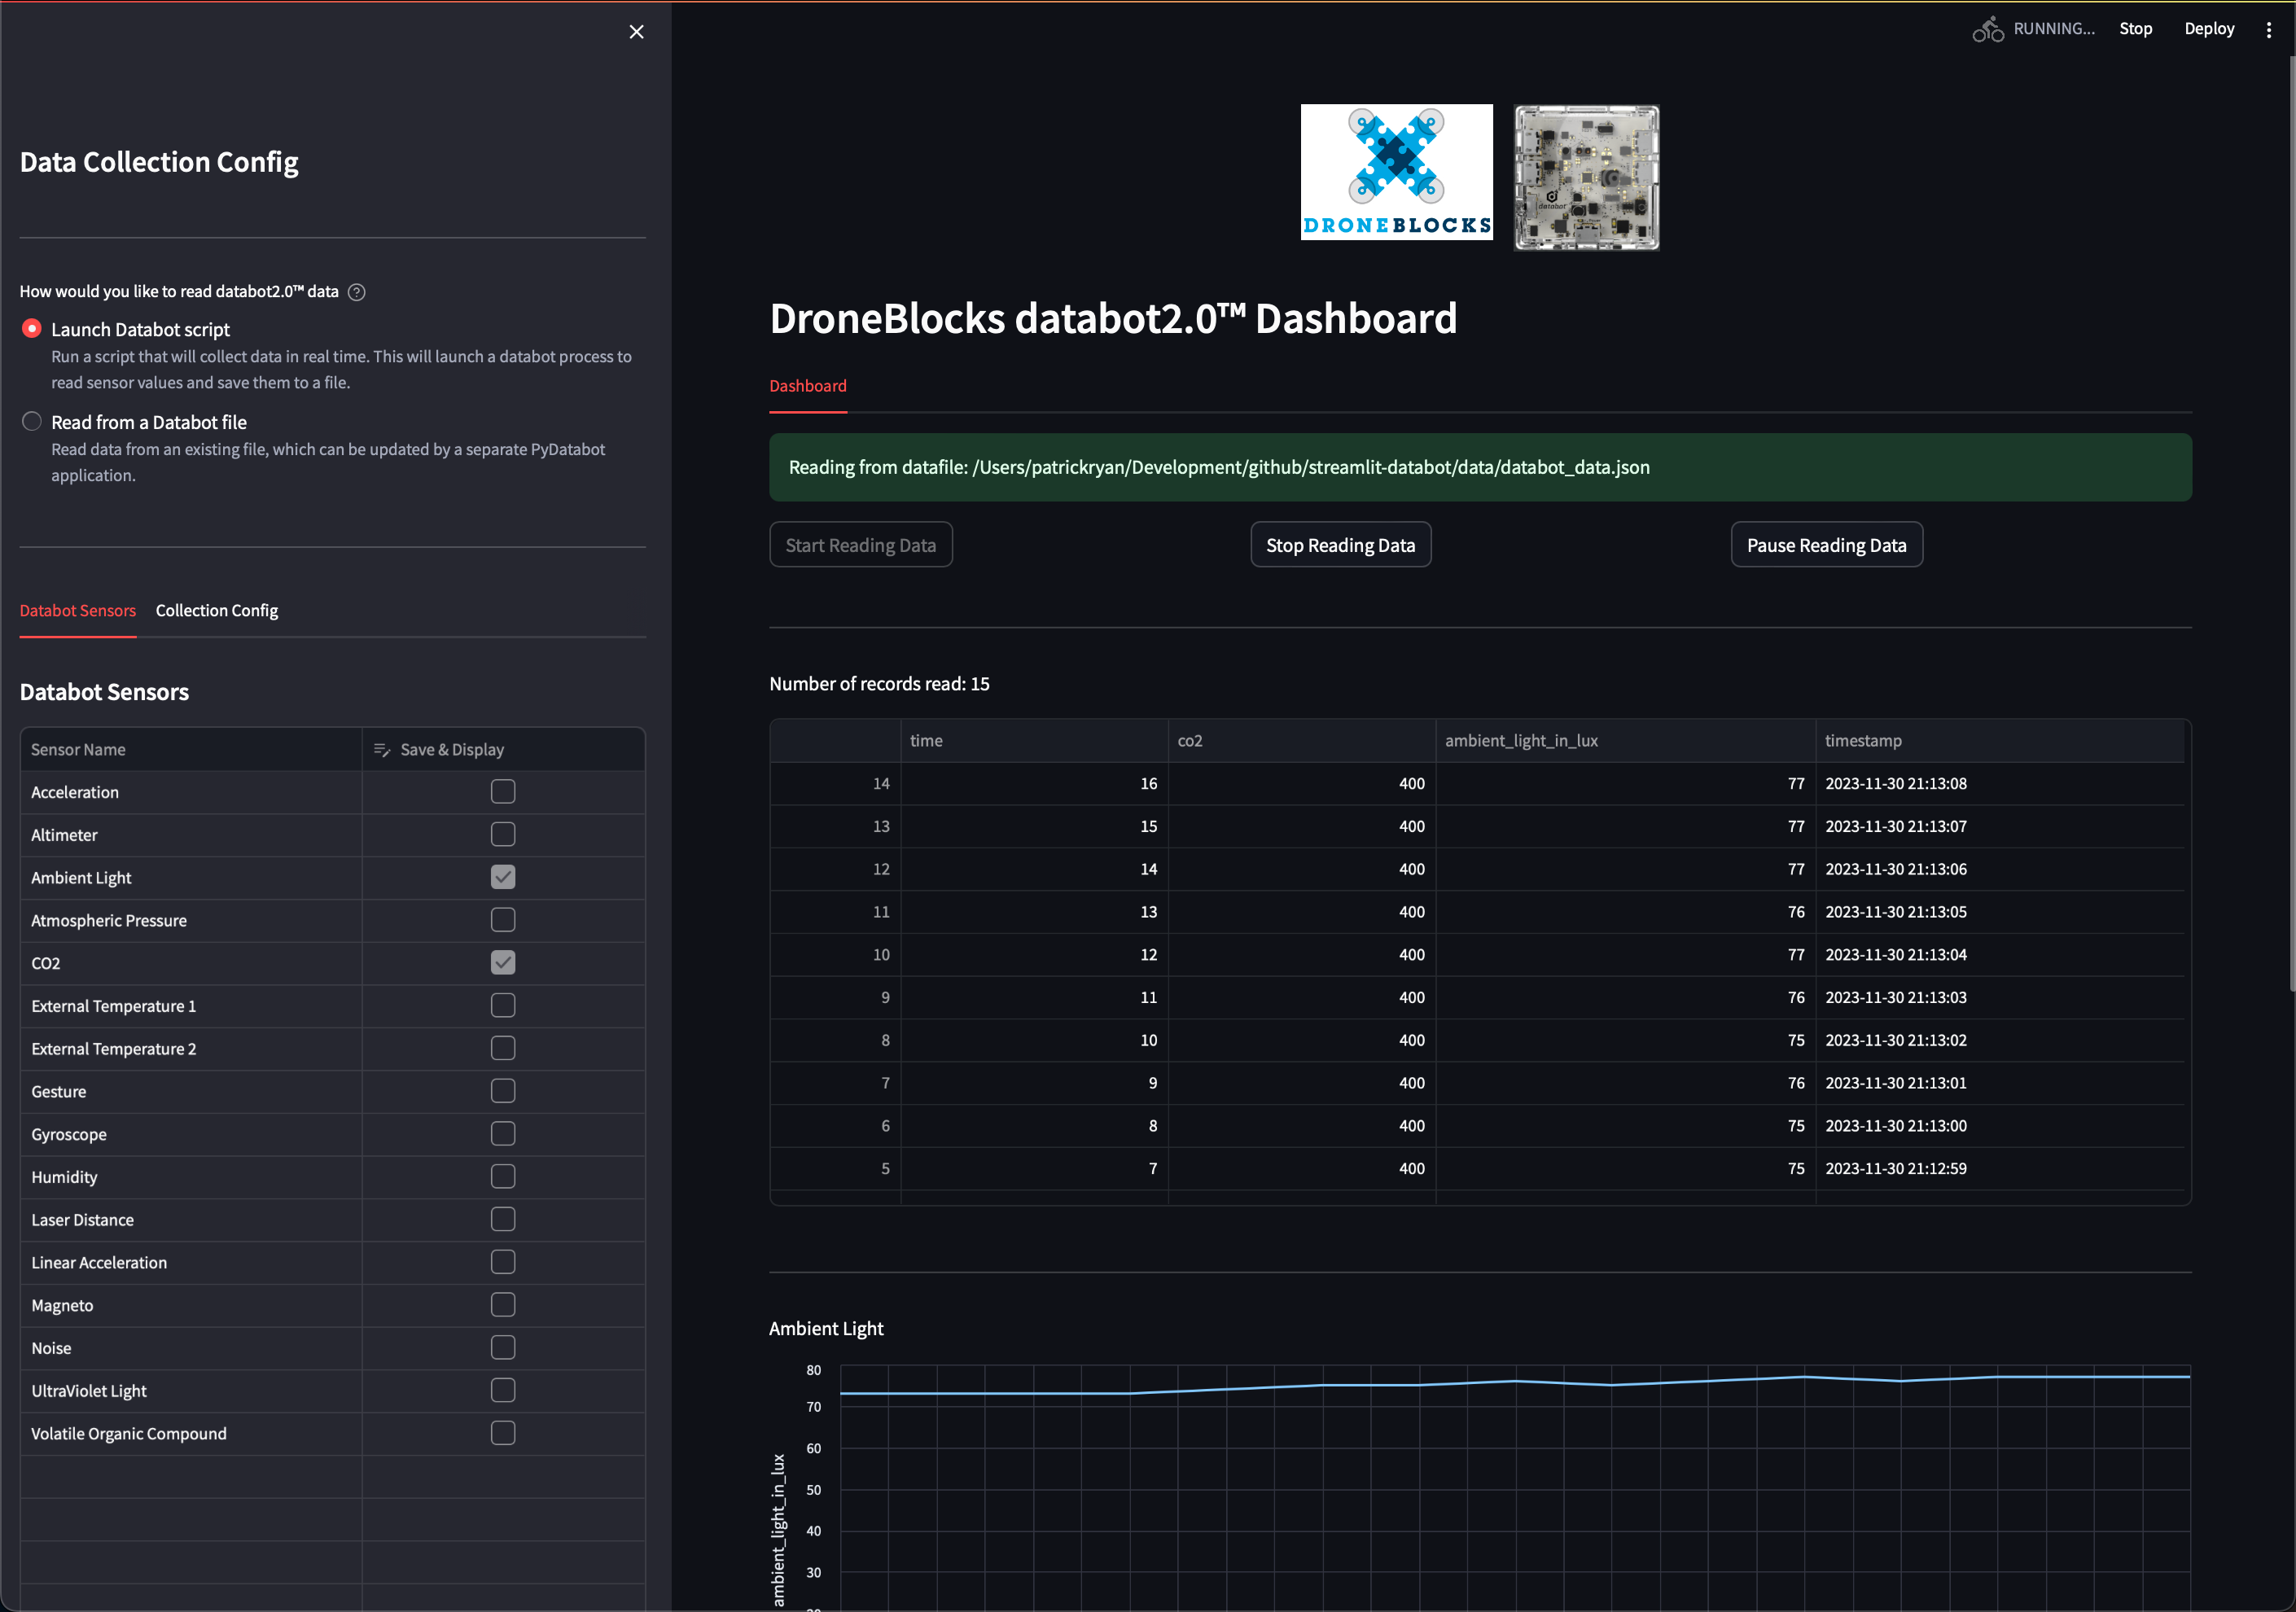 RUNNING...
Stop
Deploy
Data Collection Config
How would you like to read databot2.0™ data
Launch Databot script
Run a script that will collect data in real time. This will launch a databot process to
read sensor values and save them to a file.
Read from a Databot file
Read data from an existing file, which can be updated by a separate PyDatabot
application.
Databot Sensors
Collection Config
Databot Sensors
Sensor Name
Save & Display
Acceleration
Altimeter
Ambient Light
Atmospheric Pressure
CO2
External Temperature 1
External Temperature 2
Gesture
Gyroscope
Humidity
Laser Distance
Linear Acceleration
Magneto
Noise
UltraViolet Light
Volatile Organic Compound
DRONEBLOCKS
databot
DroneBlocks databot2.0™ Dashboard
Dashboard
Reading from datafile: /Users/patrickryan/Development/github/streamlit-databot/data/databot_data.json
Start Reading Data
Stop Reading Data
Pause Reading Data
Number of records read: 15
time co2 ambient_light_in_lux timestamp
14 16 400 77 2023-11-30 21:13:08
13 15 400 77 2023-11-30 21:13:07
12 14 400 77 2023-11-30 21:13:06
11 13 400 76 2023-11-30 21:13:05
10 12 400 77 2023-11-30 21:13:04
9 11 400 76 2023-11-30 21:13:03
8 10 400 75 2023-11-30 21:13:02
7 9 400 76 2023-11-30 21:13:01
6 8 400 75 2023-11-30 21:13:00
5 7 400 75 2023-11-30 21:12:59
Ambient Light
80
70
60
50
40
30
ambient_light_in_lux